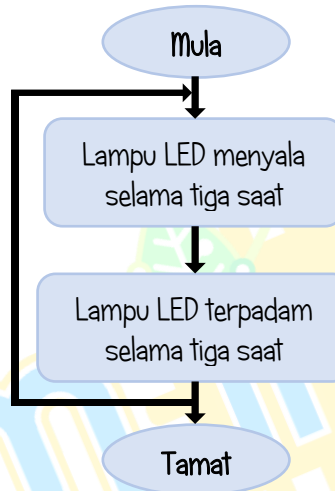 Mula
Lampu LED menyala
selama tiga saat
Lampu LED terpadam
selama tiga saat
Tamat